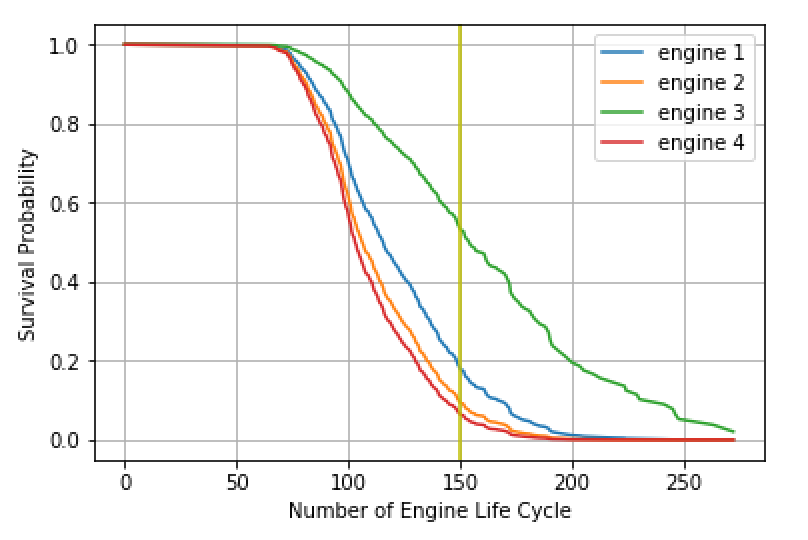 1.0
0.8
0.6
0.4
0.2
0.0
Survival Probability
engine 1
engine 2
engine 3
engine 4
0 50 100 150 200 250
Number of Engine Life Cycle